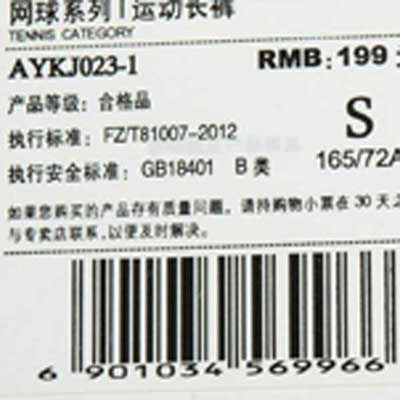 网球系列 | 运动长裤
TENNIS CATEGORY
AYKJ023-1 RMB: 199
产品等级：合格品
执行标准：FZ/T81007-2012
S
执行安全标准：GB18401 B 类
165/72A
如果您购买的产品存有质量问题，请持购物小票在 30 天之
与专卖店联系，以便及时解决。
6 901034 569966